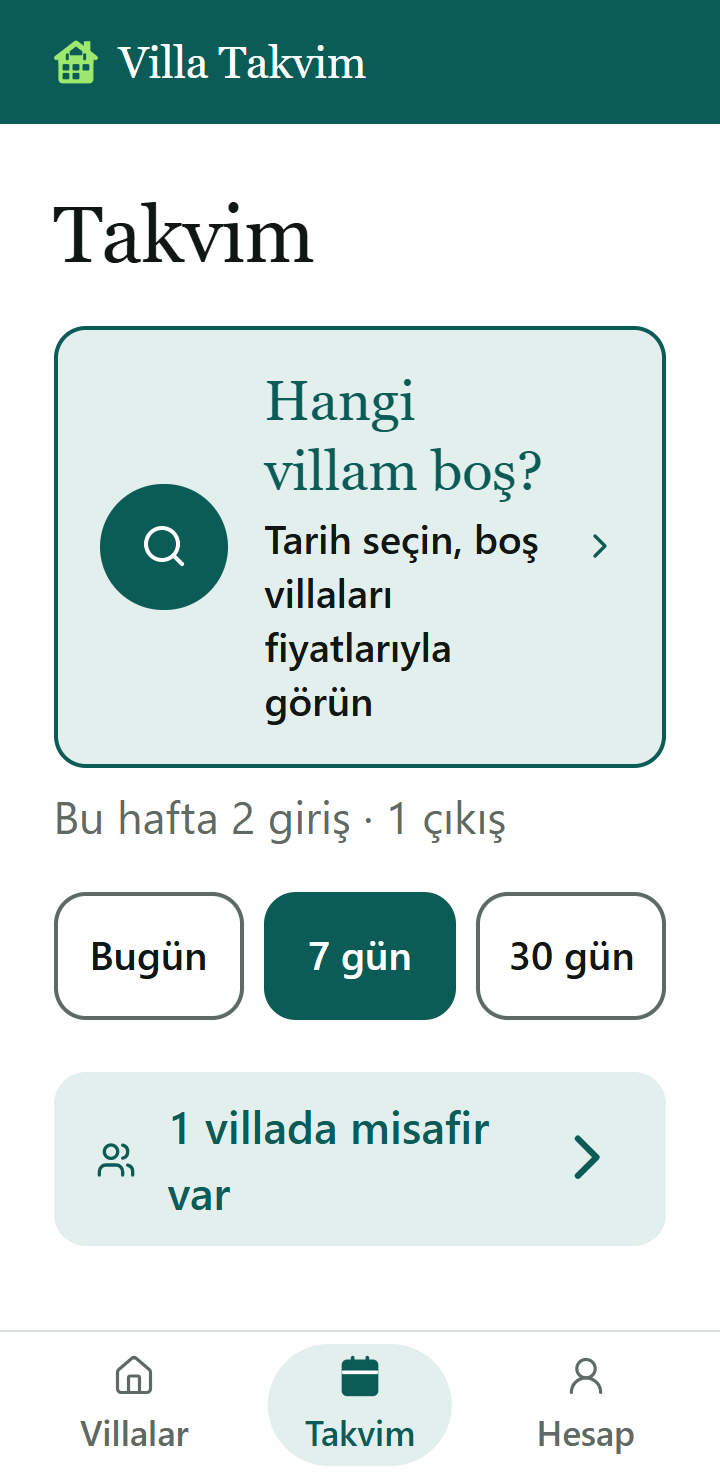 Villa Takvim
Takvim
Hangi
villam boş?
Tarih seçin, boş
villaları
fiyatlarıyla
görün
Bu hafta 2 giriş · 1 çıkış
Bugün
7 gün
30 gün
1 villada misafir
var
Villalar
Takvim
Hesap